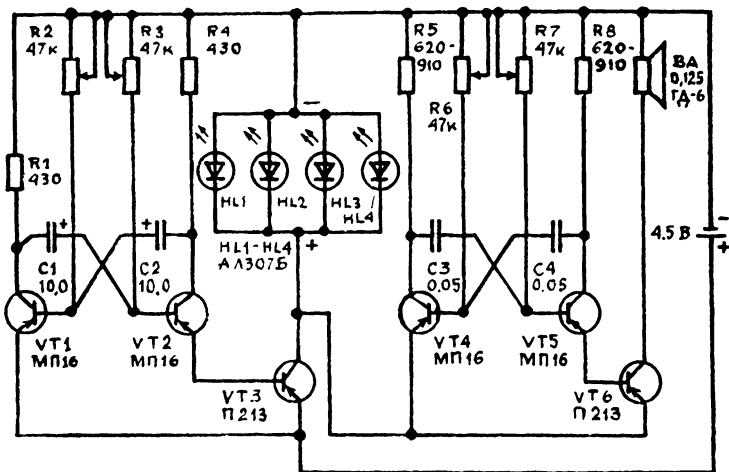 R2
47к
R3
47к
R4
430
R5
620-
910
R7
47к
R8
620-
910
ВА
0,125
ГД-6
R6
47к
R1
430
–
HL1
HL2
HL3
HL4
+
HL1-HL4
АЛ307Б
+
+
C1
10,0
C2
10,0
C3
0,05
C4
0,05
–
4,5 В
+
VT1
МП16
VT2
МП16
VT3
П213
VT4
МП16
VT5
МП16
VT6
П213